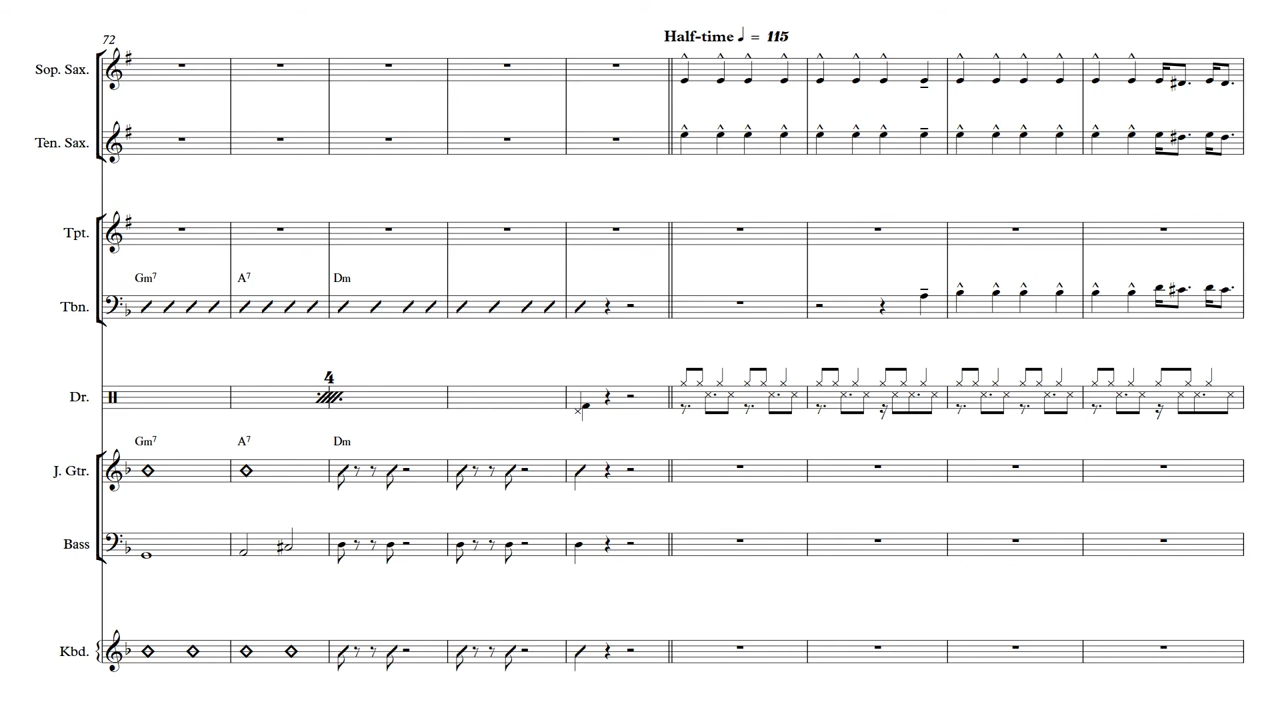 72
Half-time ♩ = 115
Sop. Sax.
Ten. Sax.
Tpt.
Gm7 A7 Dm
Tbn.
4
Dr.
Gm7 A7 Dm
J. Gtr.
Bass
Kbd.